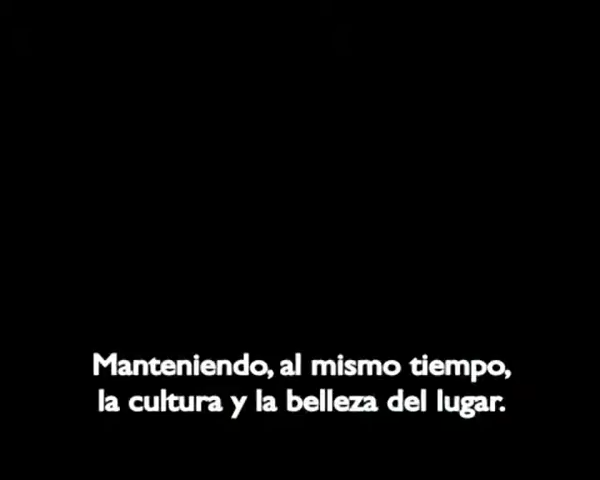 Manteniendo, al mismo tiempo,
la cultura y la belleza del lugar.